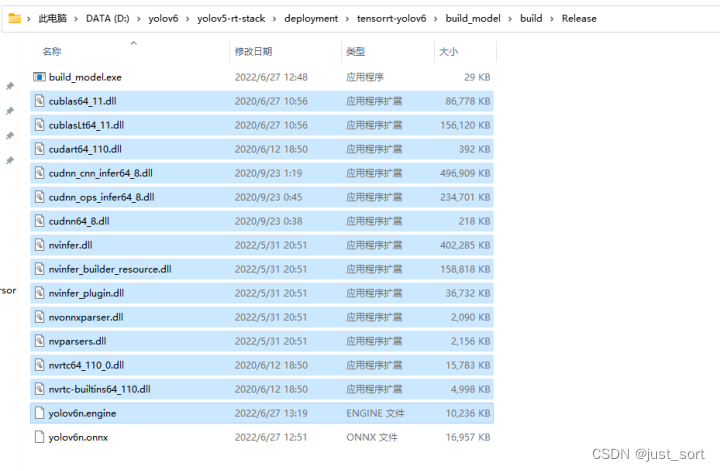 此电脑 › DATA (D:) › yolov6 › yolov5-rt-stack › deployment › tensorrt-yolov6 › build_model › build › Release
名称 修改日期 类型 大小
build_model.exe 2022/6/27 12:48 应用程序 29 KB
cublas64_11.dll 2020/6/27 10:56 应用程序扩展 86,778 KB
cublasLt64_11.dll 2020/6/27 10:56 应用程序扩展 156,120 KB
cudart64_110.dll 2020/6/12 18:50 应用程序扩展 392 KB
cudnn_cnn_infer64_8.dll 2020/9/23 1:19 应用程序扩展 496,909 KB
cudnn_ops_infer64_8.dll 2020/9/23 0:45 应用程序扩展 234,701 KB
cudnn64_8.dll 2020/9/23 0:38 应用程序扩展 218 KB
nvinfer.dll 2022/5/31 20:51 应用程序扩展 402,285 KB
nvinfer_builder_resource.dll 2022/5/31 20:51 应用程序扩展 158,818 KB
rsor
nvinfer_plugin.dll 2022/5/31 20:51 应用程序扩展 36,732 KB
nvonnxparser.dll 2022/5/31 20:51 应用程序扩展 2,090 KB
nvparsers.dll 2022/5/31 20:51 应用程序扩展 2,156 KB
nvrtc64_110_0.dll 2020/6/12 18:50 应用程序扩展 15,783 KB
nvrtc-builtins64_110.dll 2020/6/12 18:50 应用程序扩展 4,998 KB
yolov6n.engine 2022/6/27 13:19 ENGINE 文件 10,236 KB
yolov6n.onnx 2022/6/27 12:51 ONNX 文件 16,957 KB
CSDN @just_sort